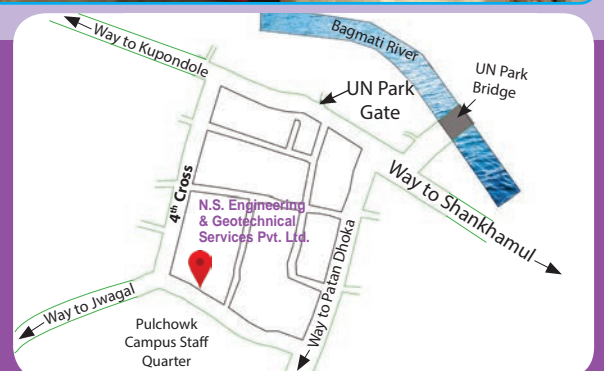 Way to Kupondole
Bagmati River
UN Park
Bridge
UN Park
Gate
Way to Shankhamul
4th Cross
N.S. Engineering
& Geotechnical
Services Pvt. Ltd.
Way to Patan Dhoka
Way to Jwagal
Pulchowk
Campus Staff
Quarter